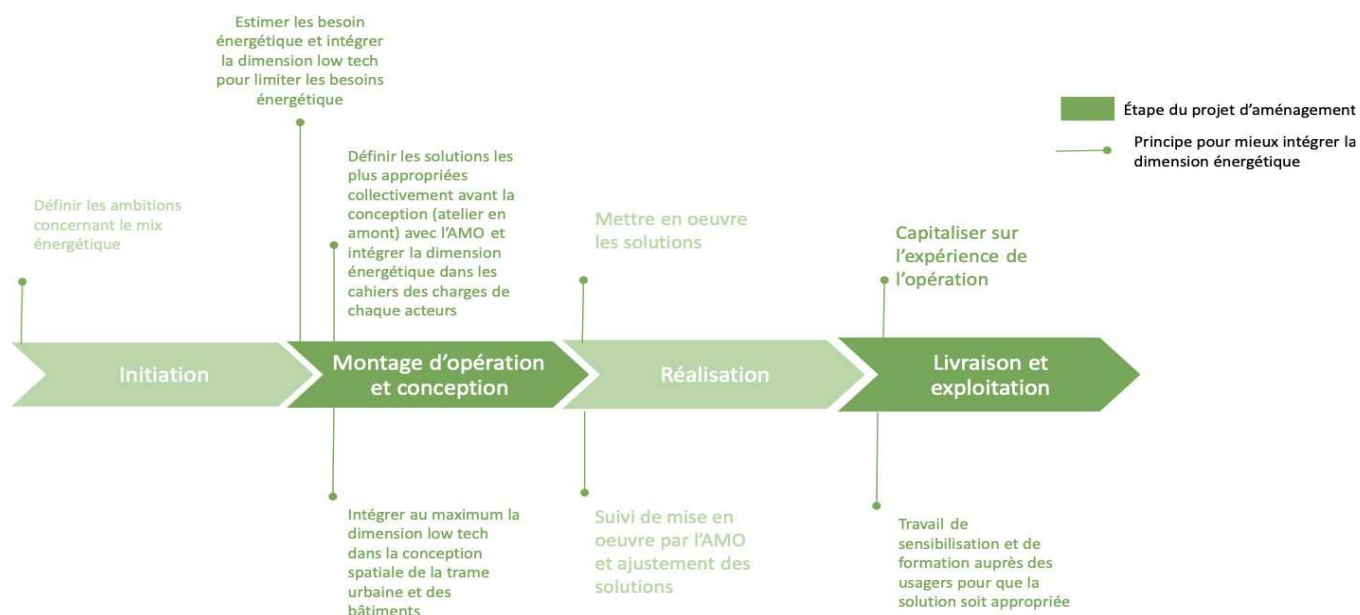 Estimer les besoin
énergétique et intégrer
la dimension low tech
pour limiter les besoins
énergétique
Étape du projet d’aménagement
Principe pour mieux intégrer la
dimension énergétique
Définir les ambitions
concernant le mix
énergétique
Définir les solutions les
plus appropriées
collectivement avant la
conception (atelier en
amont) avec l’AMO et
intégrer la dimension
énergétique dans les
cahiers des charges de
chaque acteurs
Mettre en oeuvre
les solutions
Capitaliser sur
l’expérience de
l’opération
Initiation
Montage d’opération
et conception
Réalisation
Livraison et
exploitation
Intégrer au maximum la
dimension low tech
dans la conception
spatiale de la trame
urbaine et des
bâtiments
Suivi de mise en
oeuvre par l’AMO
et ajustement des
solutions
Travail de
sensibilisation et de
formation auprès des
usagers pour que la
solution soit appropriée